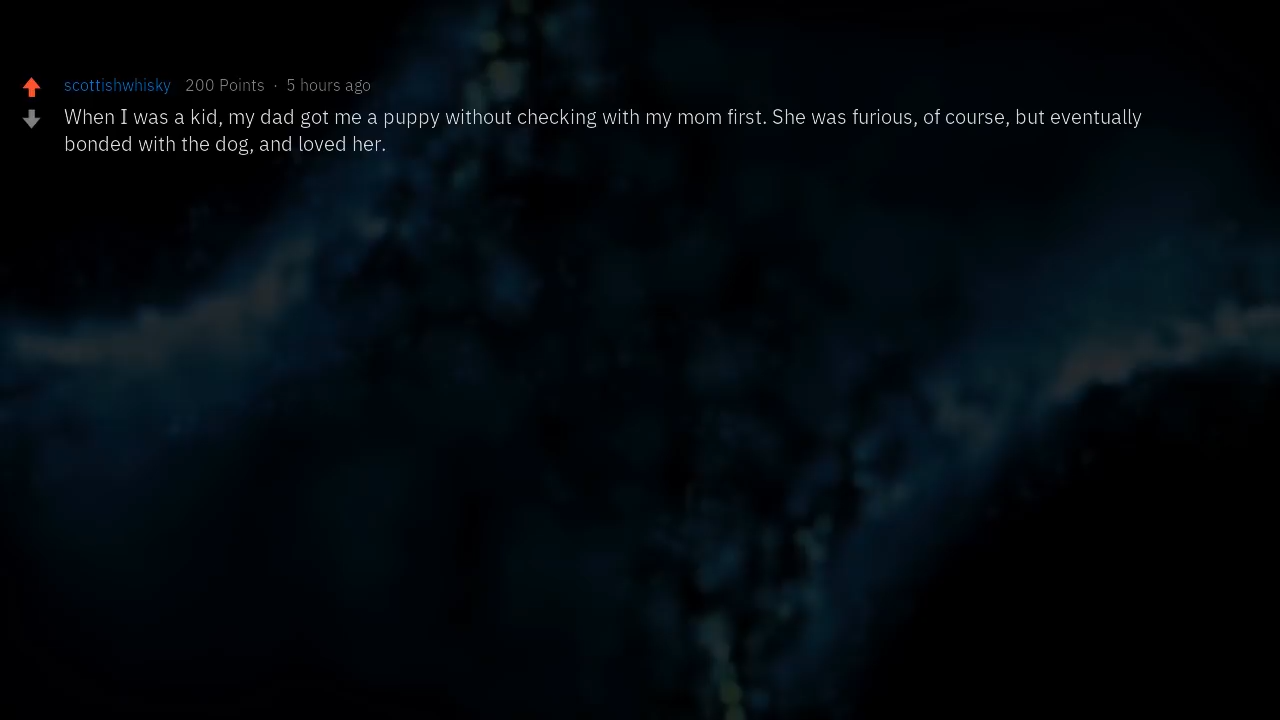 scottishwhisky 200 Points · 5 hours ago
When I was a kid, my dad got me a puppy without checking with my mom first. She was furious, of course, but eventually
bonded with the dog, and loved her.